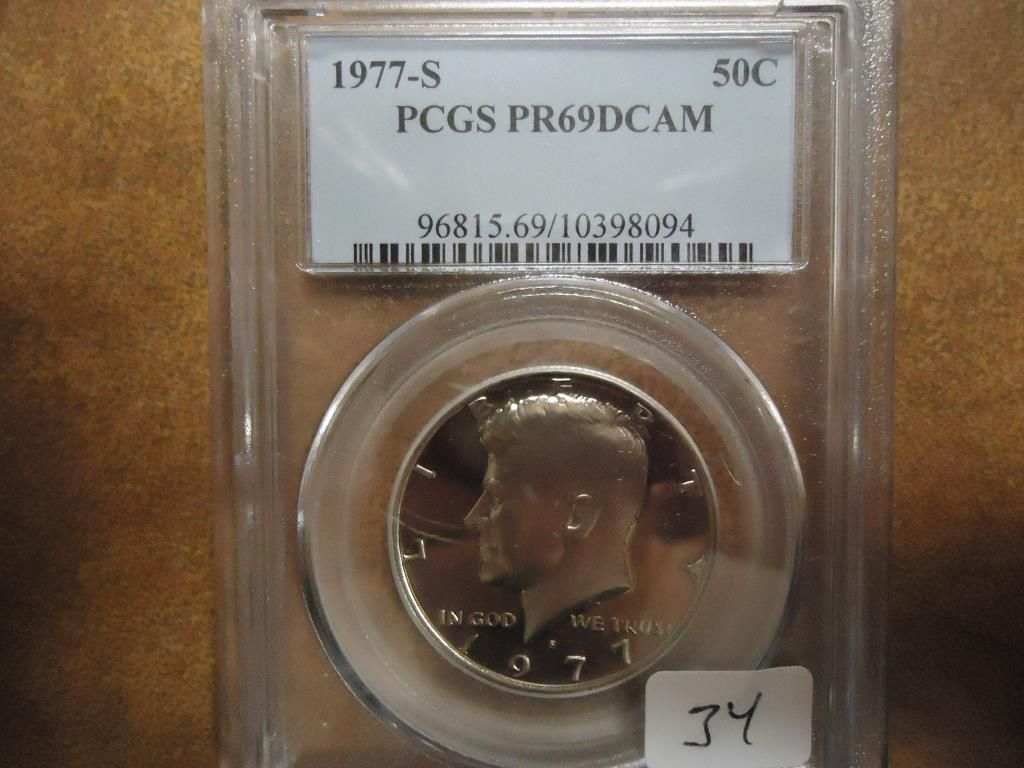 1977-S 50C
PCGS PR69DCAM
96815.69/10398094
LIBERTY
IN GOD WE TRUST
1977
34